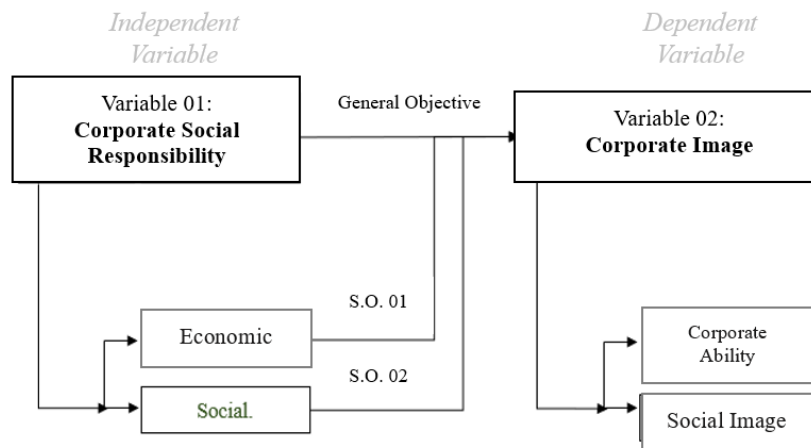 Independent
Variable
Dependent
Variable
Variable 01:
Corporate Social
Responsibility
General Objective
Variable 02:
Corporate Image
S.O. 01
Economic
S.O. 02
Social.
Corporate
Ability
Social Image